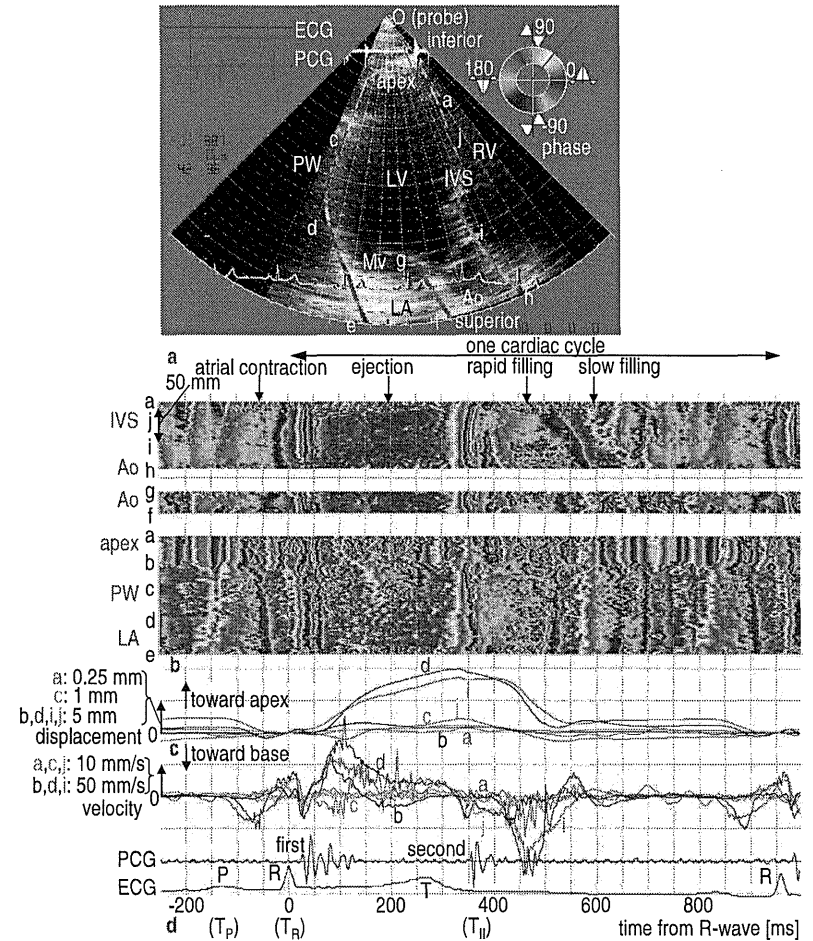 O (probe)
ECG
inferior
PCG
90
apex
180
0
a
-90
phase
c
j
RV
PW
LV
IVS
d
i
Mv g
Ao
h
LA
e
f
superior
one cardiac cycle
a
atrial contraction
ejection
rapid filling
slow filling
50 mm
a
IVS
j
i
Ao
h
Ao
g
f
apex
a
b
PW
c
d
LA
e
b
d
a: 0.25 mm
c: 1 mm
toward apex
b,d,i,j: 5 mm
c
displacement
0
b
a
c
toward base
a,c,j: 10 mm/s
d
a
b,d,i: 50 mm/s
0
velocity
c
b
j
i
first
second
PCG
P
R
T
R
ECG
-200
0
200
400
600
800
time from R-wave [ms]
d
(TP)
(TR)
(TII)